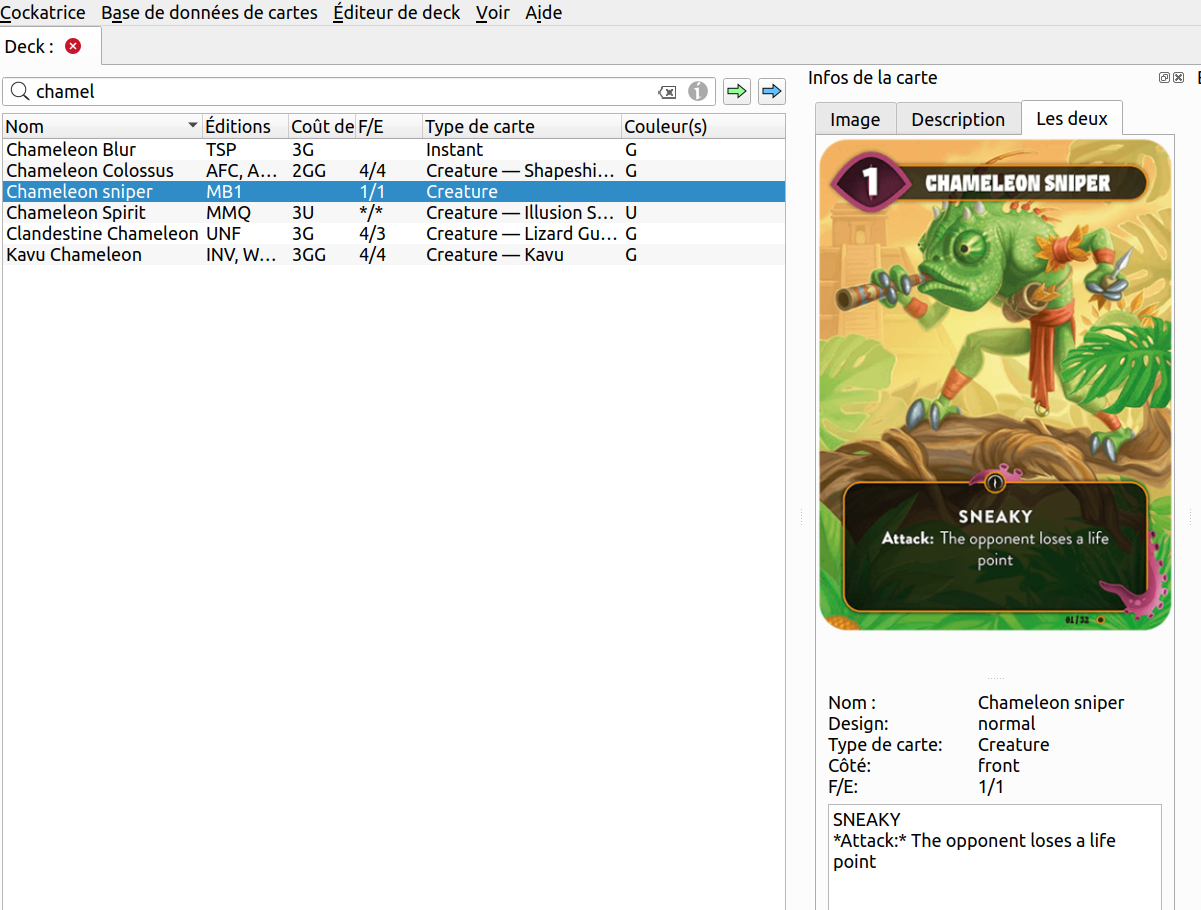 Cockatrice Base de données de cartes Éditeur de deck Voir Aide
Deck :
chamel
Nom Éditions Coût de F/E Type de carte Couleur(s)
Chameleon Blur TSP 3G Instant G
Chameleon Colossus AFC, A… 2GG 4/4 Creature — Shapeshi… G
Chameleon sniper MB1 1/1 Creature
Chameleon Spirit MMQ 3U */* Creature — Illusion S… U
Clandestine Chameleon UNF 3G 4/3 Creature — Lizard Gu… G
Kavu Chameleon INV, W… 3GG 4/4 Creature — Kavu G
Infos de la carte
Image Description Les deux
1 CHAMELEON SNIPER
SNEAKY
Attack: The opponent loses a life
point
01/32
Nom : Chameleon sniper
Design: normal
Type de carte: Creature
Côté: front
F/E: 1/1
SNEAKY
*Attack:* The opponent loses a life
point